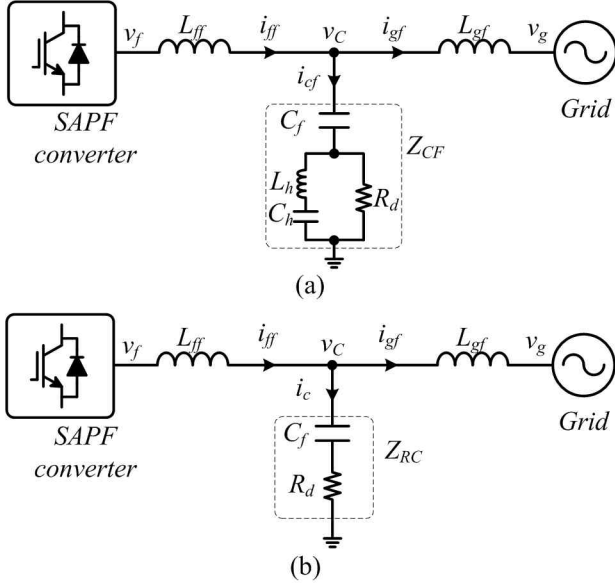 v_f L_ff i_ff v_C i_gf L_gf v_g
i_cf
SAPF
converter
Grid
C_f
Z_CF
L_h
C_h
R_d
(a)
v_f L_ff i_ff v_C i_gf L_gf v_g
i_c
SAPF
converter
Grid
C_f
Z_RC
R_d
(b)